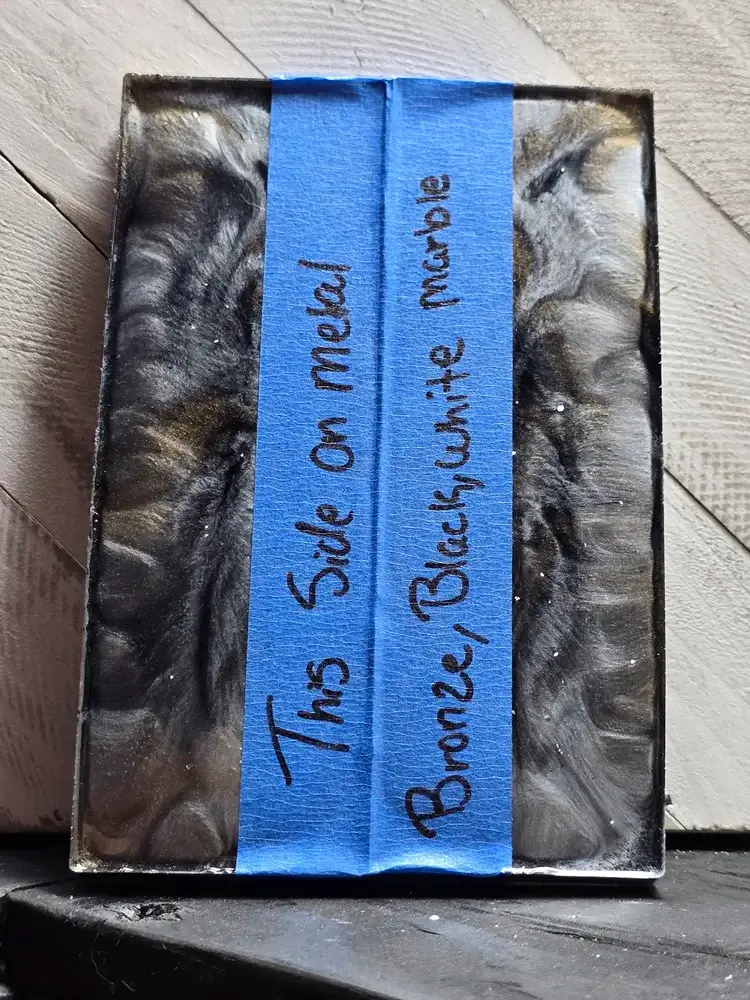 This Side on metal
Bronze, Black, white marble